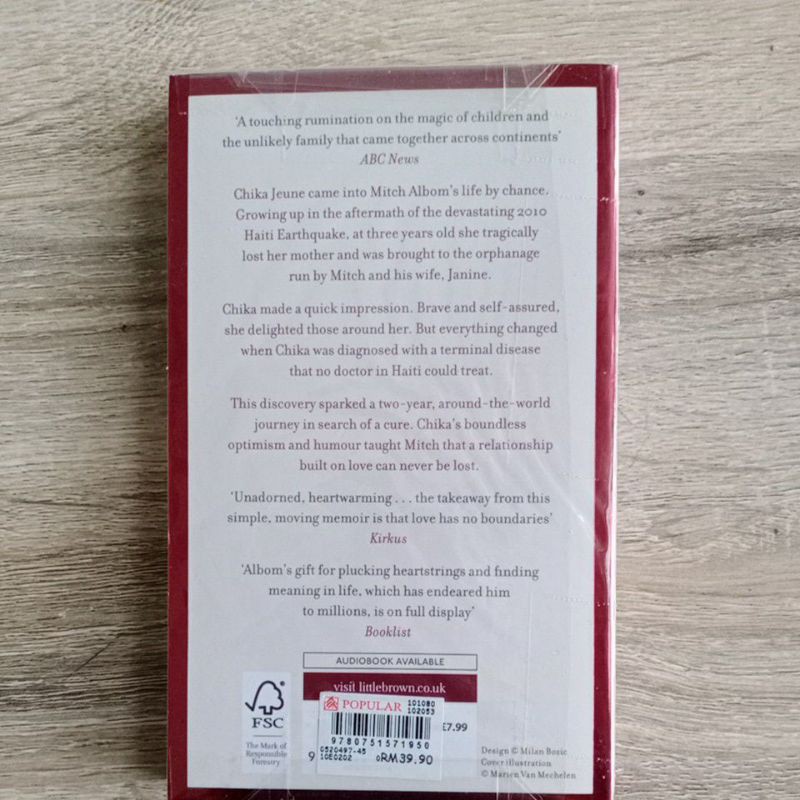 ‘A touching rumination on the magic of children and
the unlikely family that came together across continents’
ABC News
Chika Jeune came into Mitch Albom’s life by chance.
Growing up in the aftermath of the devastating 2010
Haiti Earthquake, at three years old she tragically
lost her mother and was brought to the orphanage
run by Mitch and his wife, Janine.
Chika made a quick impression. Brave and self-assured,
she delighted those around her. But everything changed
when Chika was diagnosed with a terminal disease
that no doctor in Haiti could treat.
This discovery sparked a two-year, around-the-world
journey in search of a cure. Chika’s boundless
optimism and humour taught Mitch that a relationship
built on love can never be lost.
‘Unadorned, heartwarming . . . the takeaway from this
simple, moving memoir is that love has no boundaries’
Kirkus
‘Albom’s gift for plucking heartstrings and finding
meaning in life, which has endeared him
to millions, is on full display’
Booklist
AUDIOBOOK AVAILABLE
visit littlebrown.co.uk
FSC
The Mark of
Responsible
Forestry
POPULAR
101080
102053
9780751571950
0520497-45
10E0202
RM39.90
£7.99
9
Design © Milan Bozic
Cover illustration
© Marien Van Mechelen